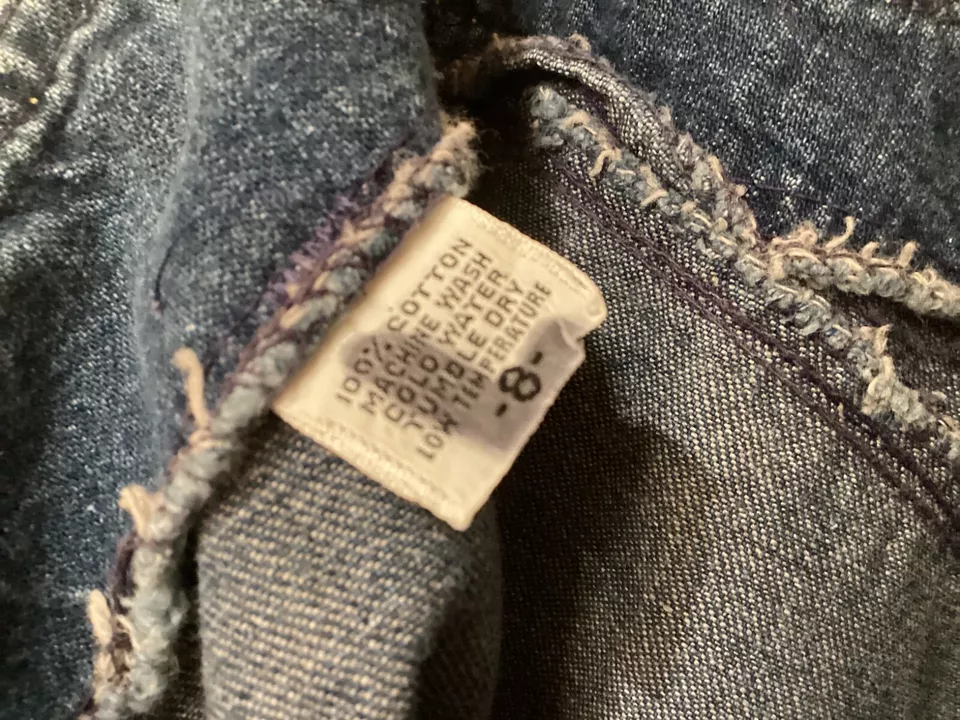 100% COTTON
MACHINE WASH
COLD WATER
TUMBLE DRY
LOW TEMPERATURE
-8-